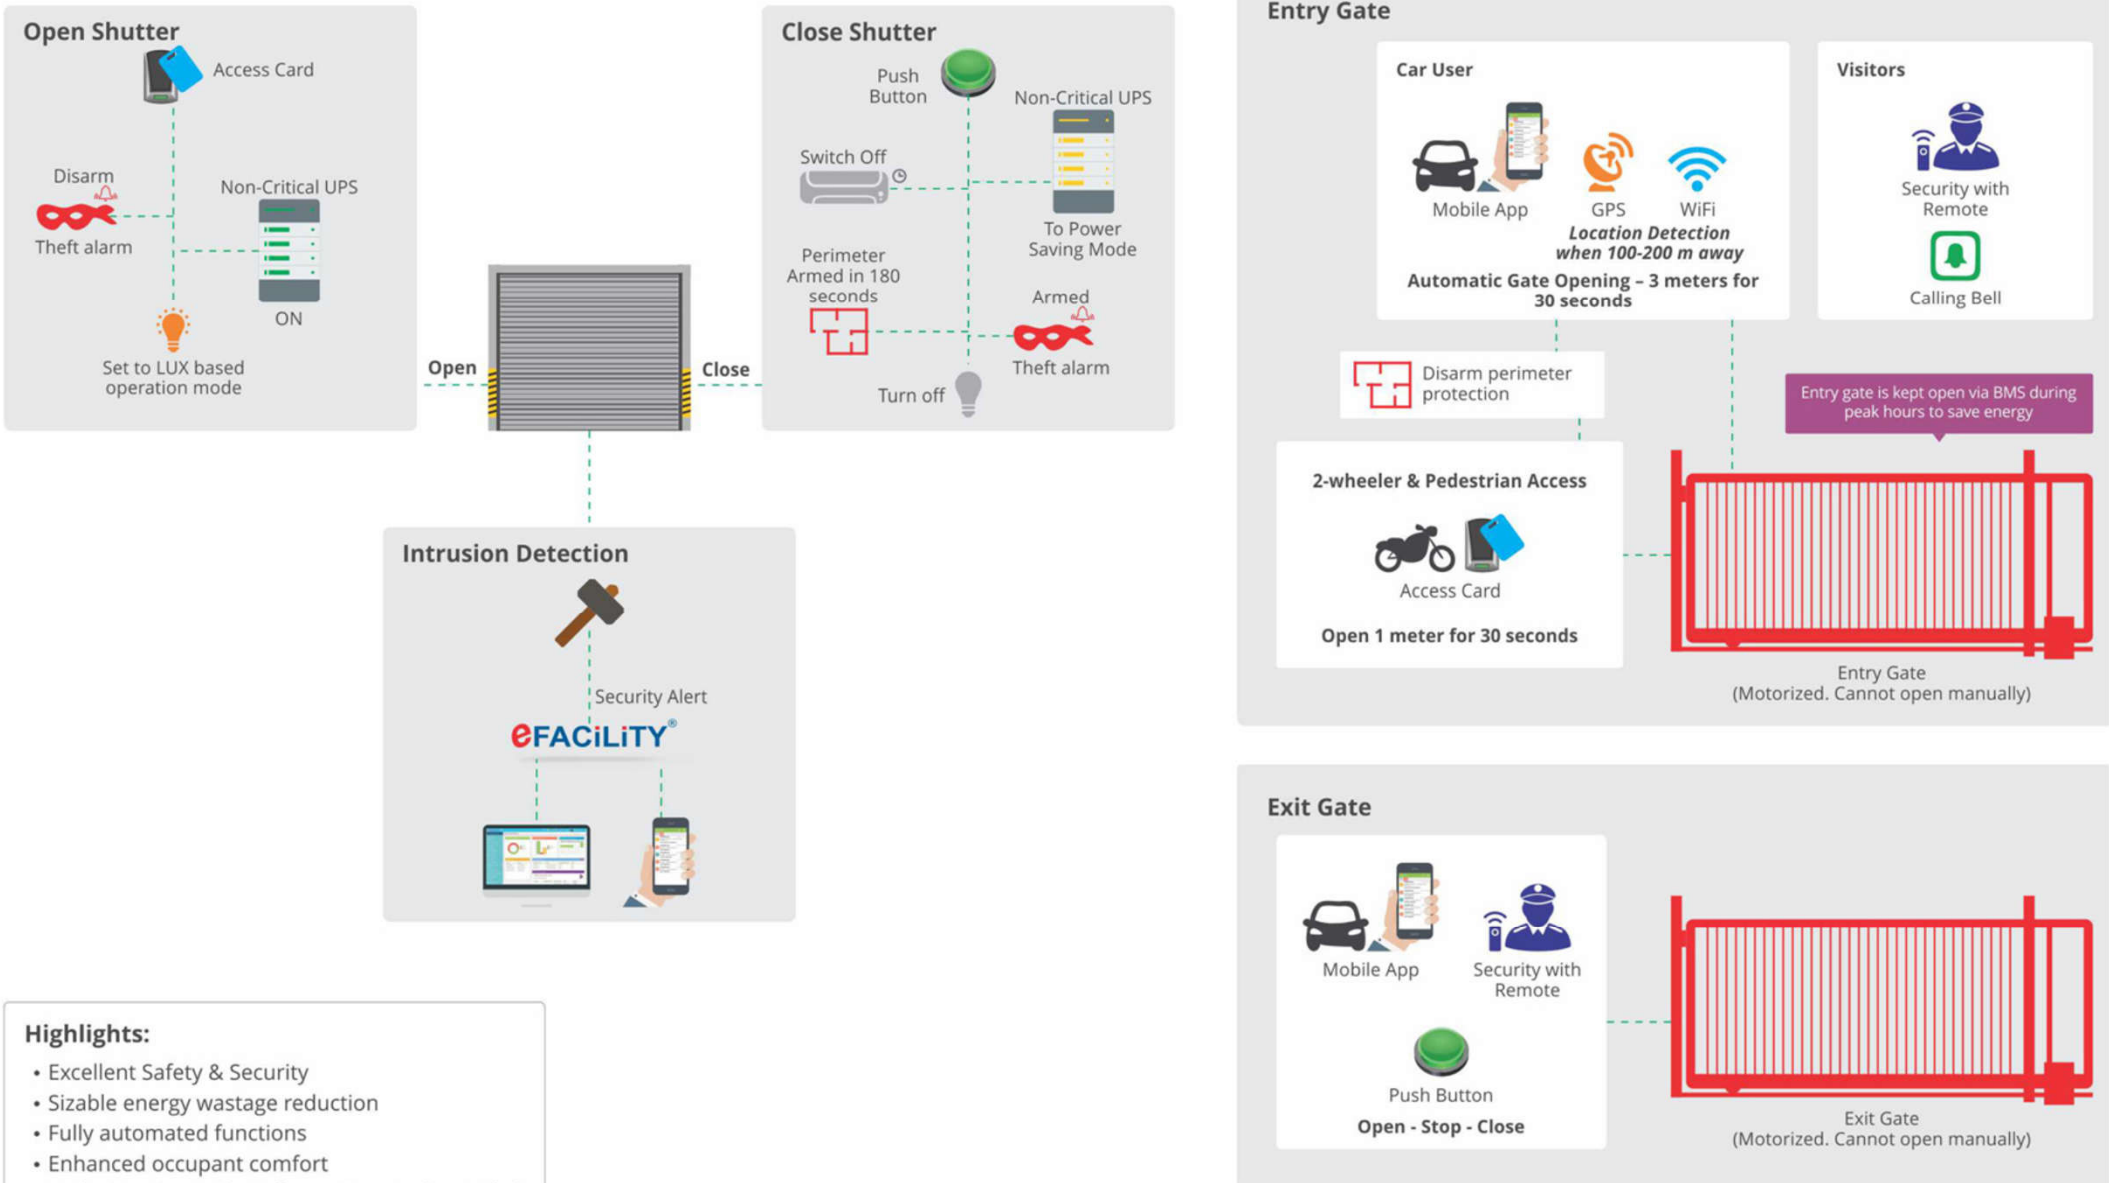 Open Shutter
Access Card
Disarm
Theft alarm
Non-Critical UPS
ON
Set to LUX based
operation mode
Open
Close
Close Shutter
Push
Button
Non-Critical UPS
Switch Off
To Power
Saving Mode
Perimeter
Armed in 180
seconds
Armed
Theft alarm
Turn off
Intrusion Detection
Security Alert
eFACiLiTY®
Highlights:
• Excellent Safety & Security
• Sizable energy wastage reduction
• Fully automated functions
• Enhanced occupant comfort
Entry Gate
Car User
Mobile App
GPS
WiFi
Location Detection
when 100-200 m away
Automatic Gate Opening – 3 meters for
30 seconds
Visitors
Security with
Remote
Calling Bell
Disarm perimeter
protection
Entry gate is kept open via BMS during
peak hours to save energy
2-wheeler & Pedestrian Access
Access Card
Open 1 meter for 30 seconds
Entry Gate
(Motorized. Cannot open manually)
Exit Gate
Mobile App
Security with
Remote
Push Button
Open - Stop - Close
Exit Gate
(Motorized. Cannot open manually)